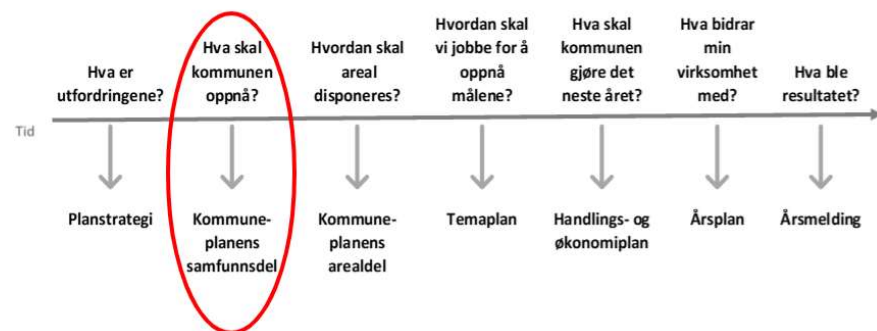 Hva er
utfordringene?
Hva skal
kommunen
oppnå?
Hvordan skal
areal
disponeres?
Hvordan skal
vi jobbe for å
oppnå
målene?
Hva skal
kommunen
gjøre det
neste året?
Hva bidrar
min
virksomhet
med?
Hva ble
resultatet?
Tid
Planstrategi
Kommune-
planens
samfunnsdel
Kommune-
planens
arealdel
Temaplan
Handlings- og
økonomiplan
Årsplan
Årsmelding